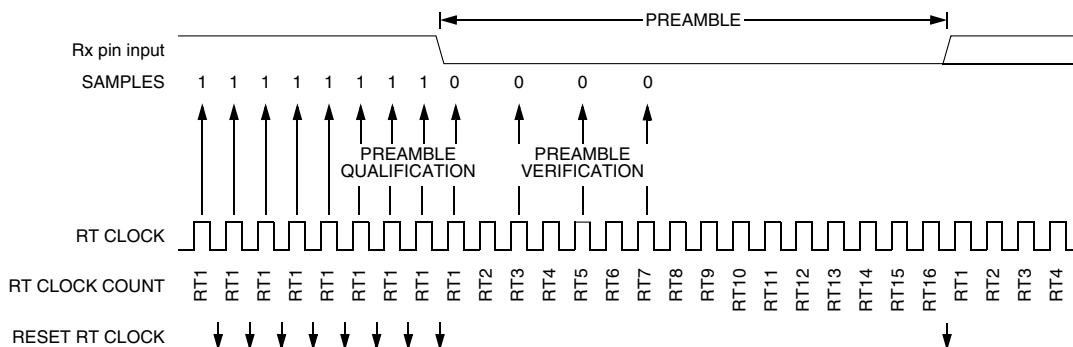 PREAMBLE
Rx pin input
SAMPLES 1 1 1 1 1 1 1 1 0 0 0 0
PREAMBLE QUALIFICATION
PREAMBLE VERIFICATION
RT CLOCK
RT CLOCK COUNT RT1 RT1 RT1 RT1 RT1 RT1 RT1 RT1 RT1 RT2 RT3 RT4 RT5 RT6 RT7 RT8 RT9 RT10 RT11 RT12 RT13 RT14 RT15 RT16 RT1 RT2 RT3 RT4
RESET RT CLOCK